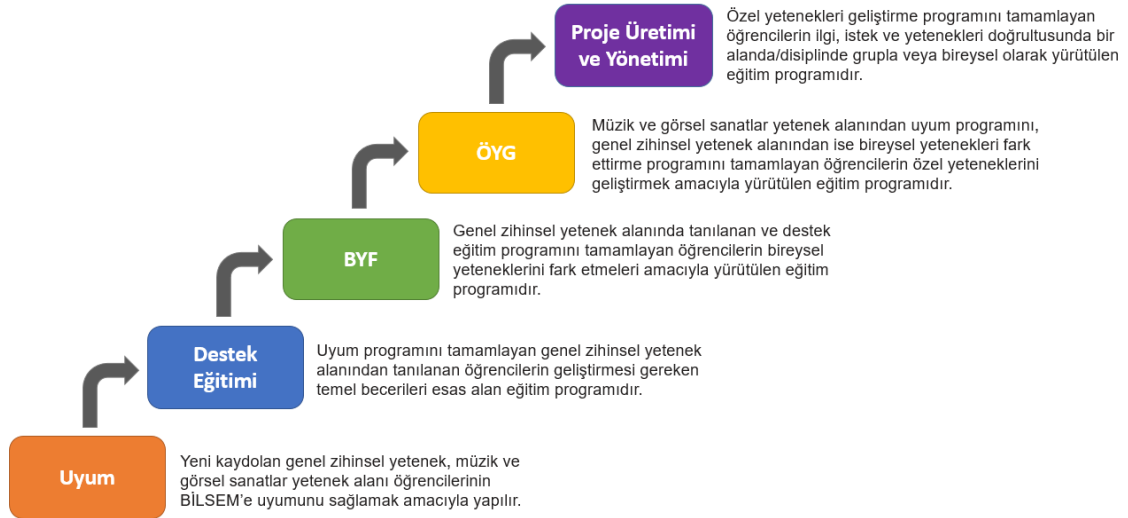 Proje Üretimi
ve Yönetimi
Özel yetenekleri geliştirme programını tamamlayan
öğrencilerin ilgi, istek ve yetenekleri doğrultusunda bir
alanda/disiplinde grupla veya bireysel olarak yürütülen
eğitim programıdır.
ÖYG
Müzik ve görsel sanatlar yetenek alanından uyum programını,
genel zihinsel yetenek alanından ise bireysel yetenekleri fark
ettirme programını tamamlayan öğrencilerin özel yeteneklerini
geliştirmek amacıyla yürütülen eğitim programıdır.
BYF
Genel zihinsel yetenek alanında tanılanan ve destek
eğitim programını tamamlayan öğrencilerin bireysel
yeteneklerini fark etmeleri amacıyla yürütülen eğitim
programıdır.
Destek
Eğitimi
Uyum programını tamamlayan genel zihinsel yetenek
alanından tanılanan öğrencilerin geliştirmesi gereken
temel becerileri esas alan eğitim programıdır.
Uyum
Yeni kaydolan genel zihinsel yetenek, müzik ve
görsel sanatlar yetenek alanı öğrencilerinin
BİLSEM'e uyumunu sağlamak amacıyla yapılır.